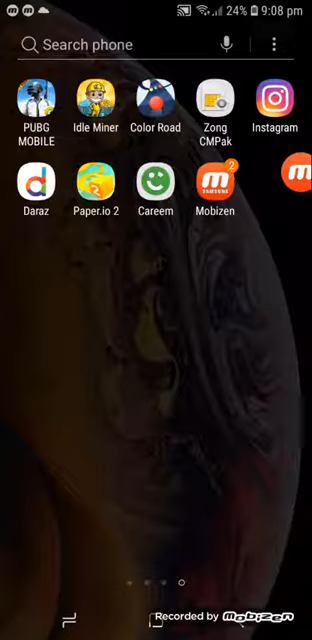 24% 9:08 pm
Search phone
PUBG MOBILE
Idle Miner
Color Road
Zong CMPak
Instagram
Daraz
Paper.io 2
Careem
2
SAMSUNG
Mobizen
Recorded by mobizen